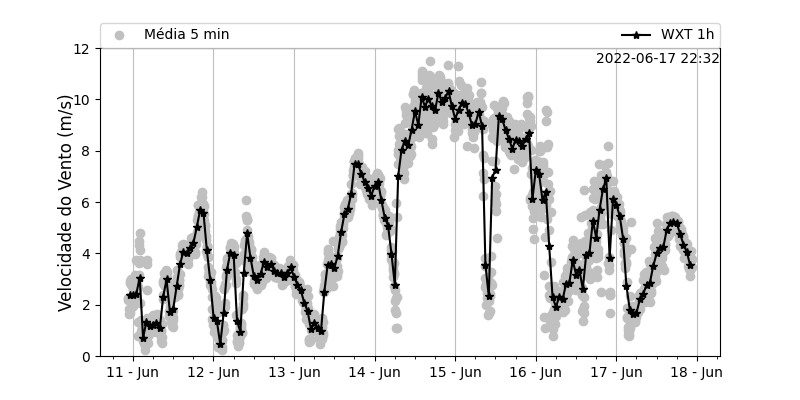 Média 5 min
WXT 1h
2022-06-17 22:32
Velocidade do Vento (m/s)
12
10
8
6
4
2
0
11 - Jun
12 - Jun
13 - Jun
14 - Jun
15 - Jun
16 - Jun
17 - Jun
18 - Jun